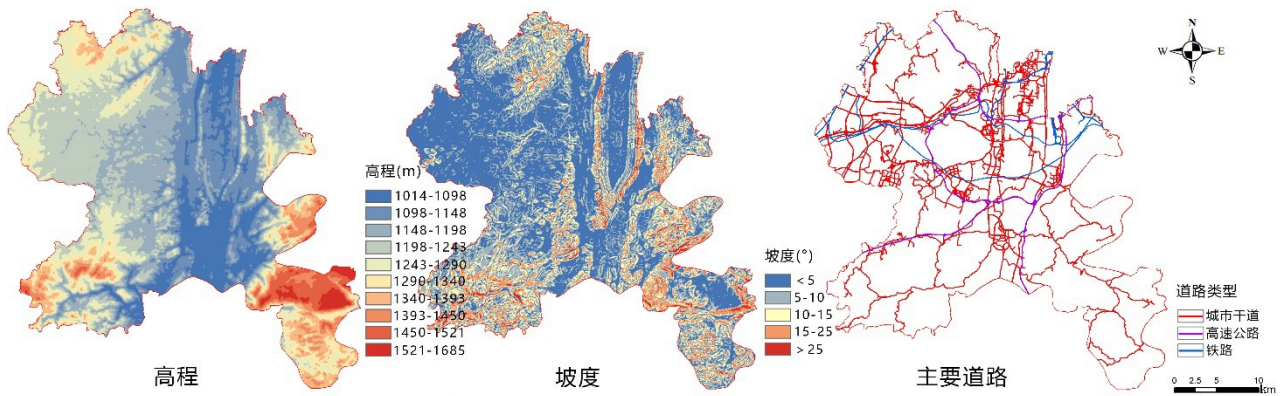 高程(m)
1014-1098
1098-1148
1148-1198
1198-1243
1243-1290
1290-1340
1340-1393
1393-1450
1450-1521
1521-1685
高程
坡度(°)
<5
5-10
10-15
15-25
>25
坡度
N
W
E
S
道路类型
城市干道
高速公路
铁路
主要道路
0 2.5 5 10
km